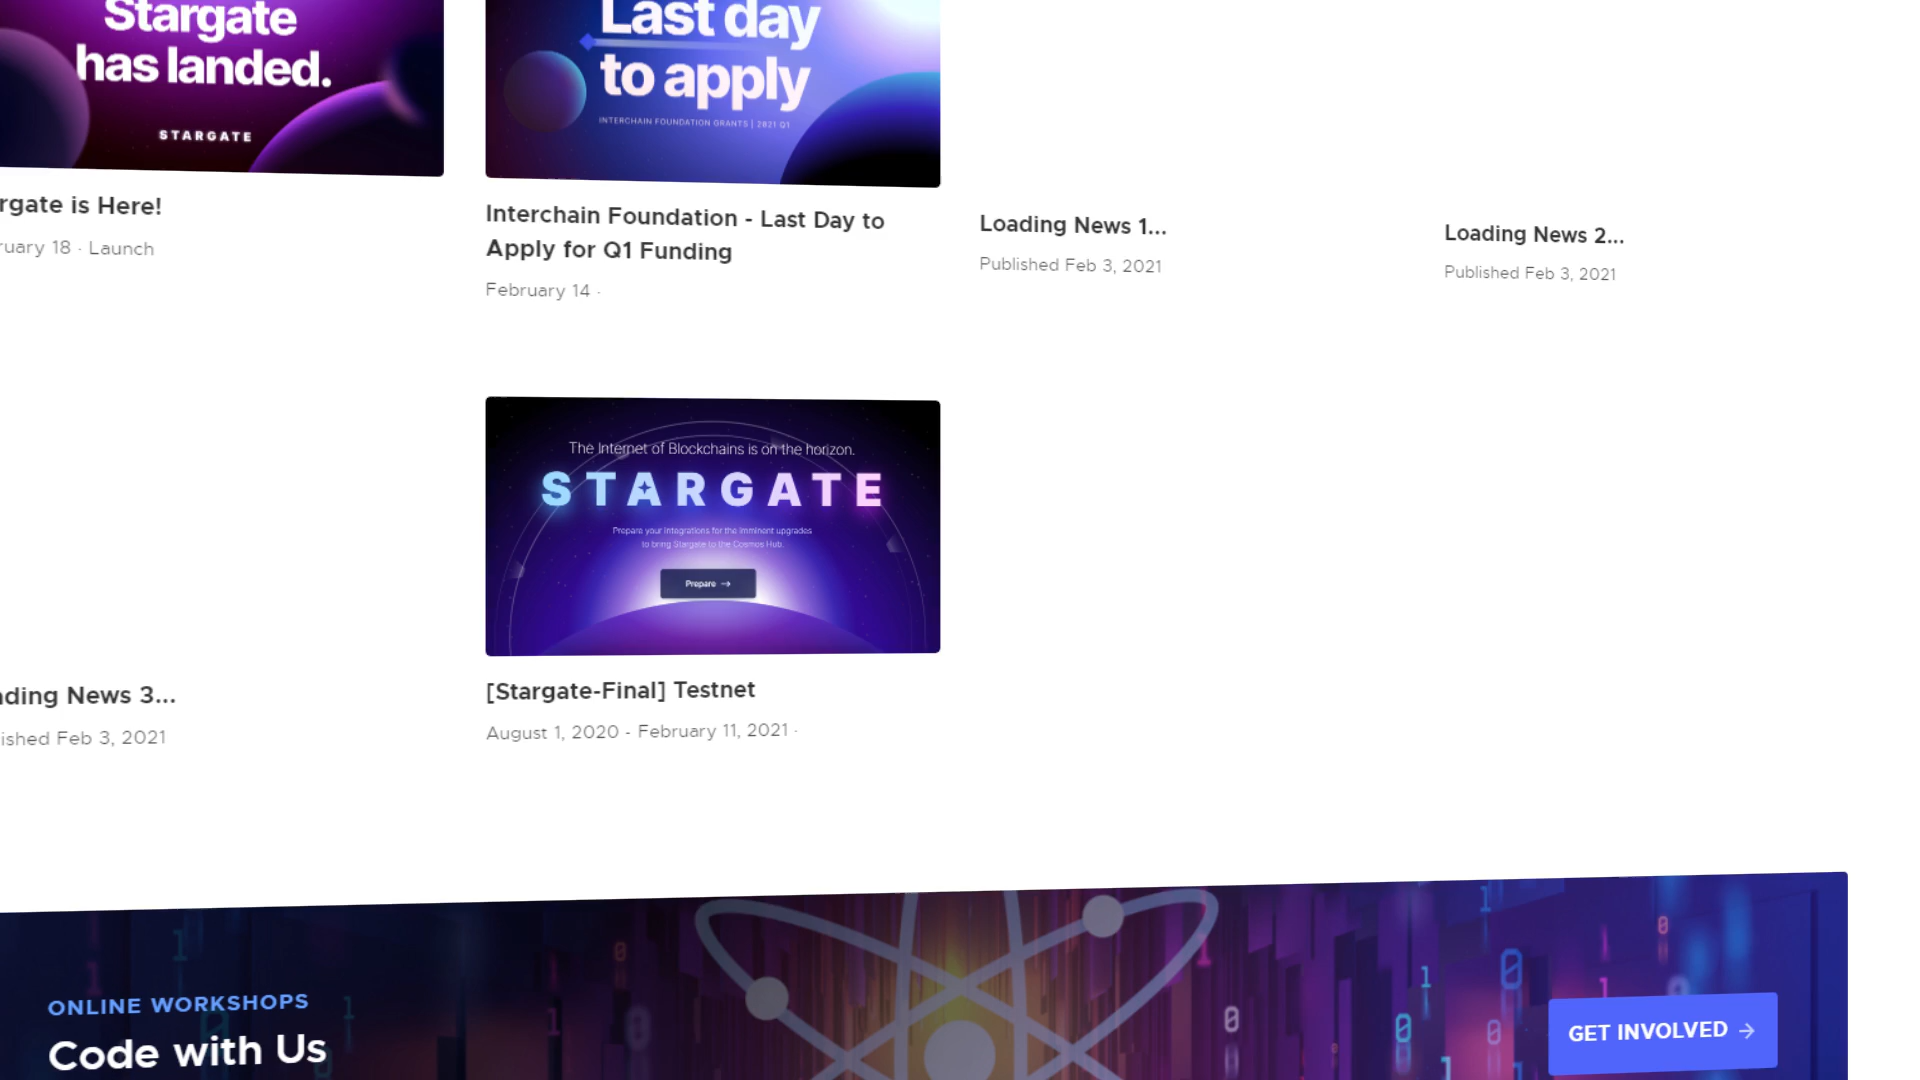 Stargate
has landed.
STARGATE
rgate is Here!
ruary 18 · Launch
Last day
to apply
INTERCHAIN FOUNDATION GRANTS | 2021 Q1
Interchain Foundation - Last Day to
Apply for Q1 Funding
February 14 ·
Loading News 1...
Published Feb 3, 2021
Loading News 2...
Published Feb 3, 2021
ading News 3...
ished Feb 3, 2021
The Internet of Blockchains is on the horizon.
STARGATE
Prepare your integrations for the imminent upgrades
to bring Stargate to the Cosmos Hub.
Prepare →
[Stargate-Final] Testnet
August 1, 2020 - February 11, 2021 ·
ONLINE WORKSHOPS
Code with Us
GET INVOLVED →